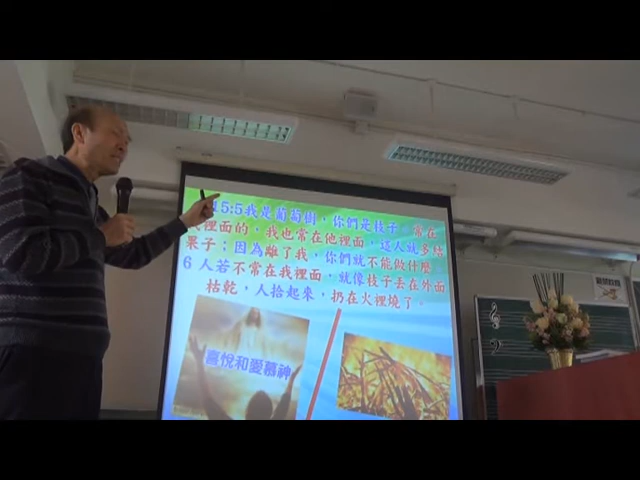 15:5我是葡萄樹，你們是枝子。常在
裡面的，我也常在他裡面，這人就多結
果子；因為離了我，你們就不能做什麼
6 人若不常在我裡面，就像枝子丟在外面
枯乾，人拾起來，扔在火裡燒了。
喜悅和愛慕神